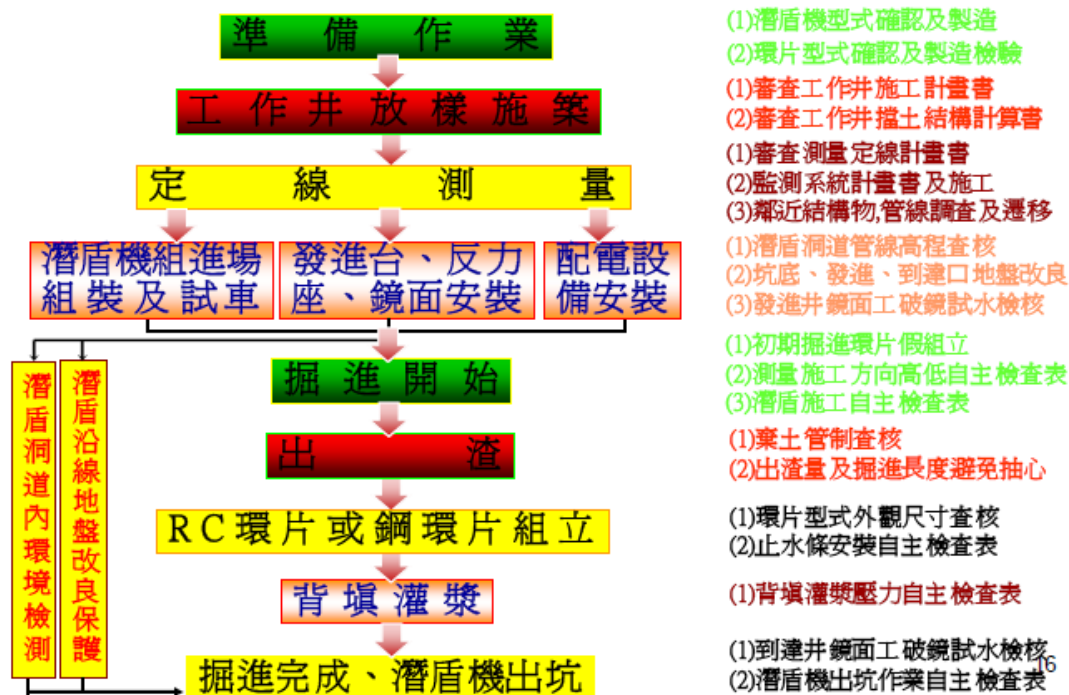 準備作業
(1)潛盾機型式確認及製造
(2)環片型式確認及製造檢驗
工作井放樣施築
(1)審查工作井施工計畫書
(2)審查工作井擋土結構計算書
定線測量
(1)審查測量定線計畫書
(2)監測系統計畫書及施工
(3)鄰近結構物,管線調查及遷移
潛盾機組進場
組裝及試車
發進台、反力
座、鏡面安裝
配電設
備安裝
(1)潛盾洞道管線高程查核
(2)坑底、發進、到達口地盤改良
(3)發進井鏡面工破鏡試水檢核
潛盾洞道內環境檢測
潛盾沿線地盤改良保護
掘進開始
(1)初期掘進環片假組立
(2)測量施工方向高低自主檢查表
(3)潛盾施工自主檢查表
出渣
(1)棄土管制查核
(2)出渣量及掘進長度避免抽心
RC環片或鋼環片組立
(1)環片型式外觀尺寸查核
(2)止水條安裝自主檢查表
背填灌漿
(1)背填灌漿壓力自主檢查表
掘進完成、潛盾機出坑
(1)到達井鏡面工破鏡試水檢核
(2)潛盾機出坑作業自主檢查表
16